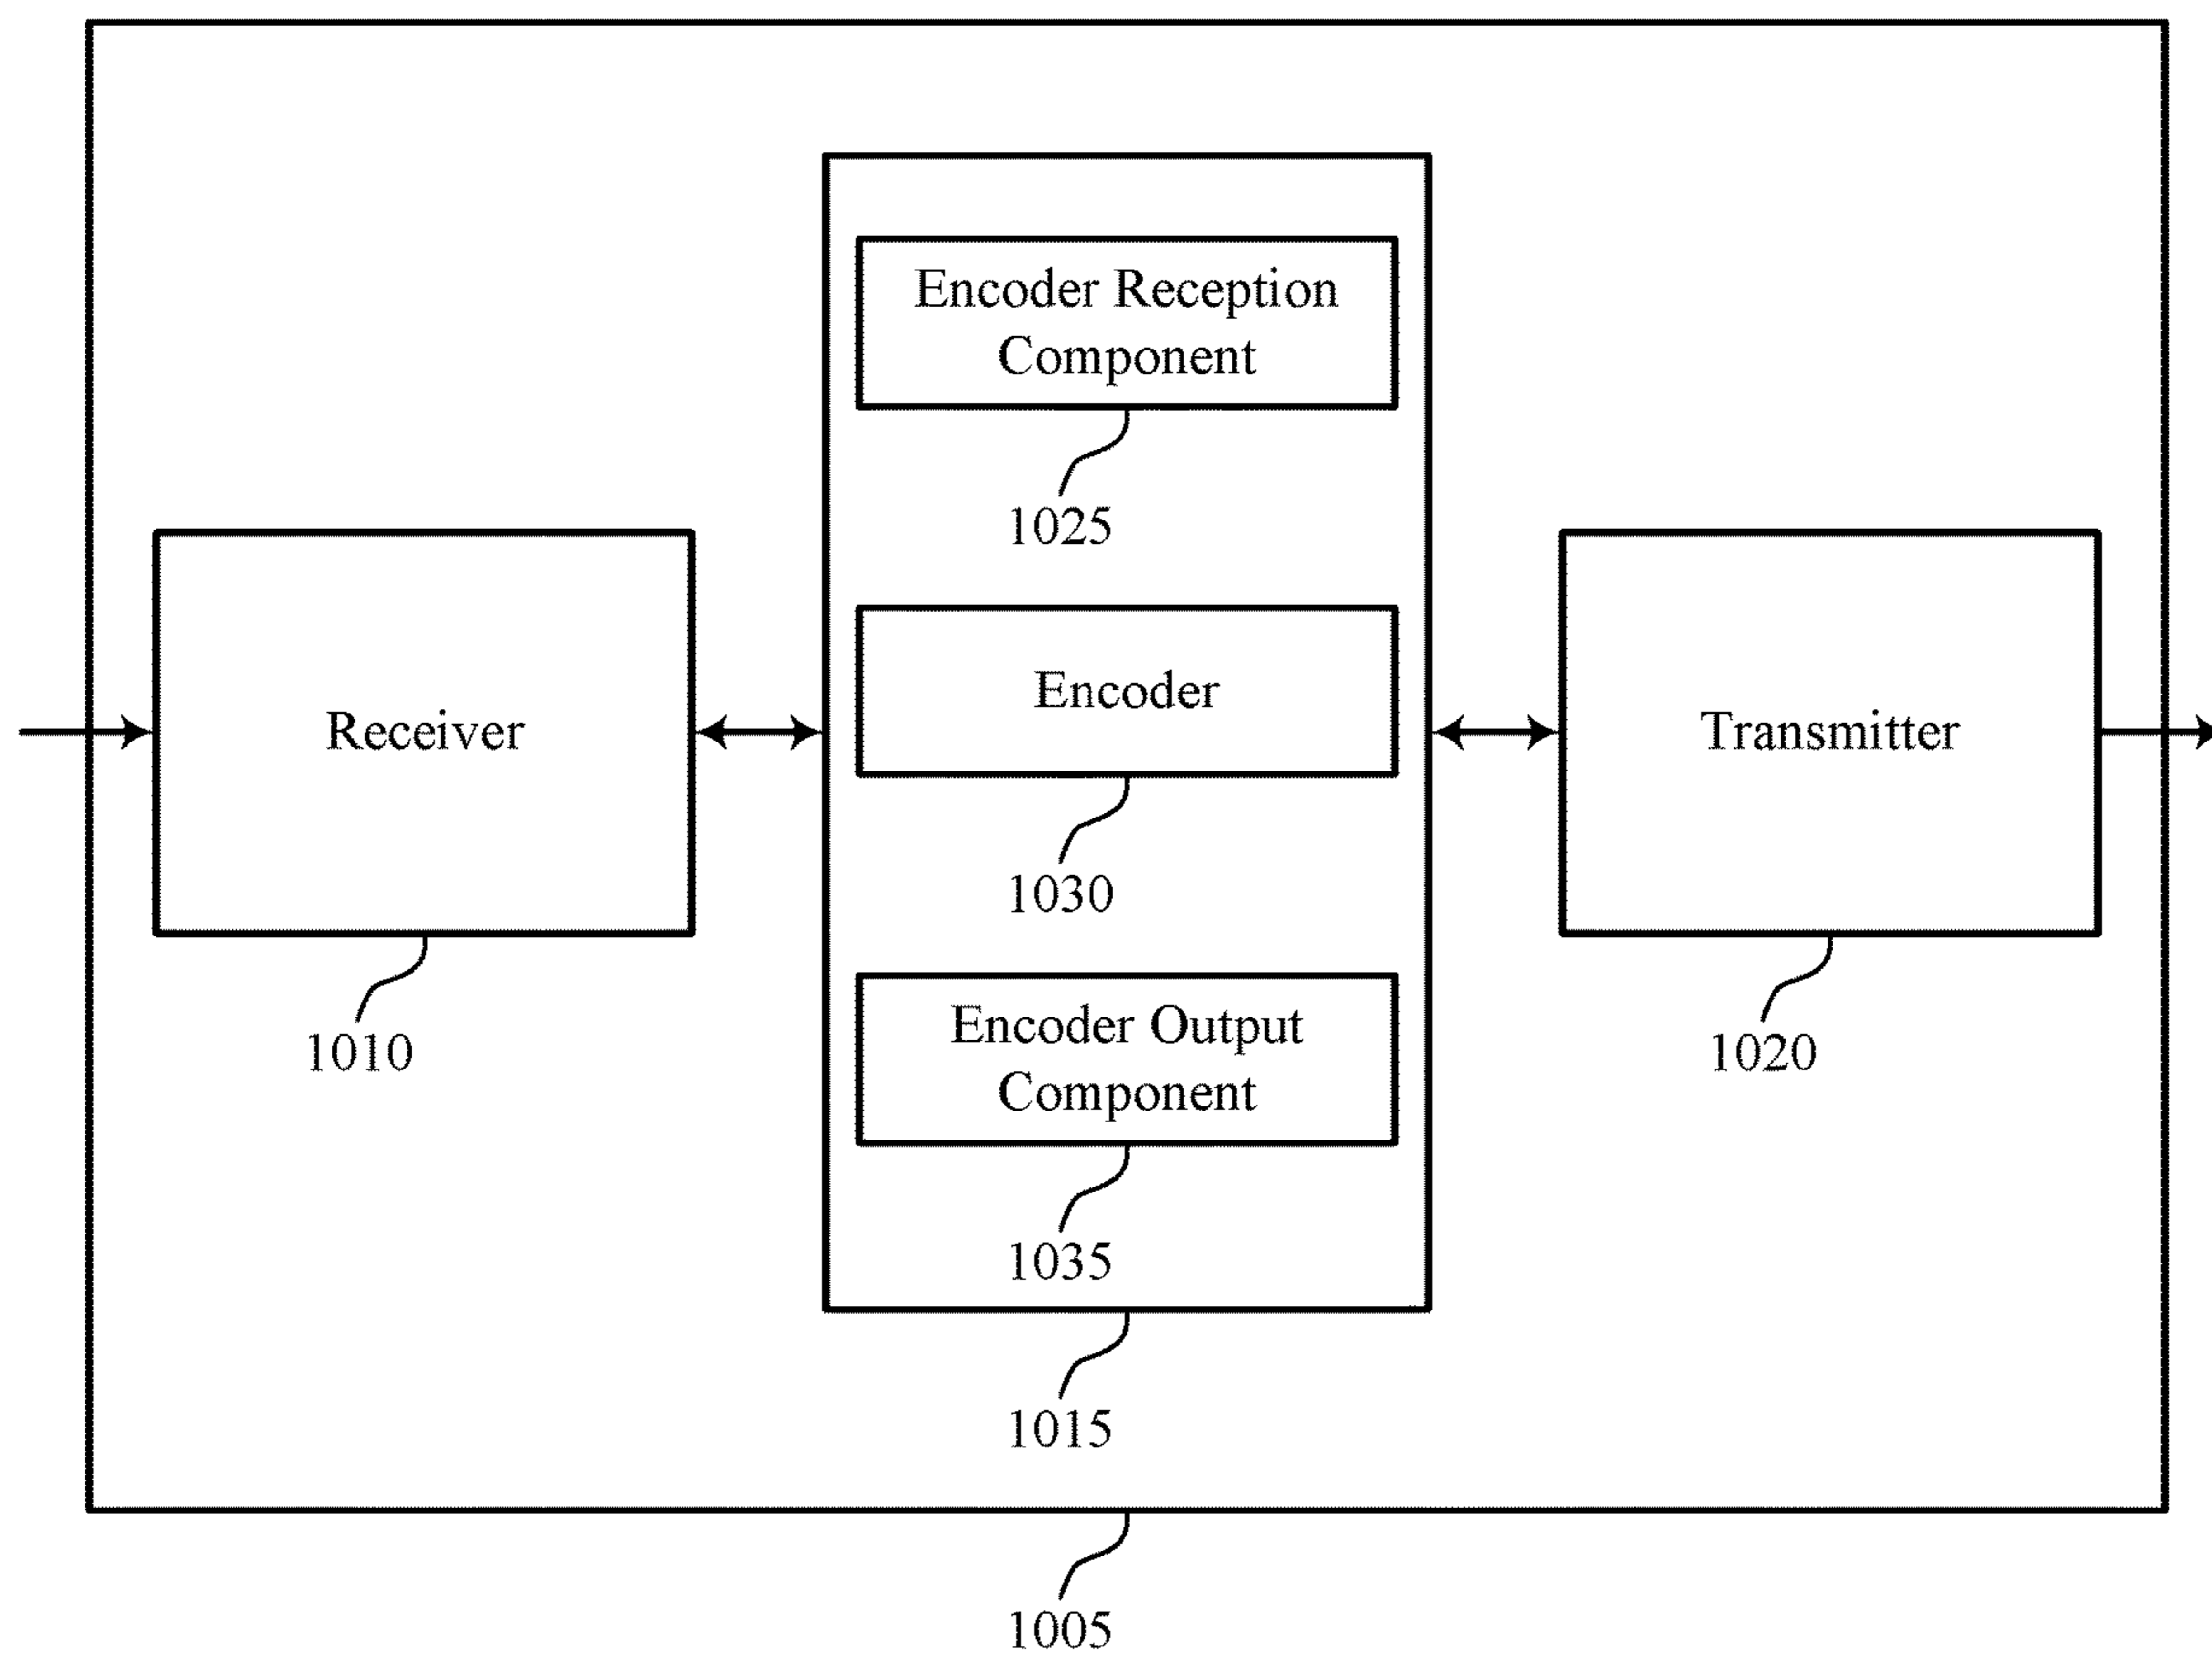 Encoder Reception
Component
1025
Receiver
1010
Encoder
1030
Transmitter
1020
Encoder Output
Component
1035
1015
1005